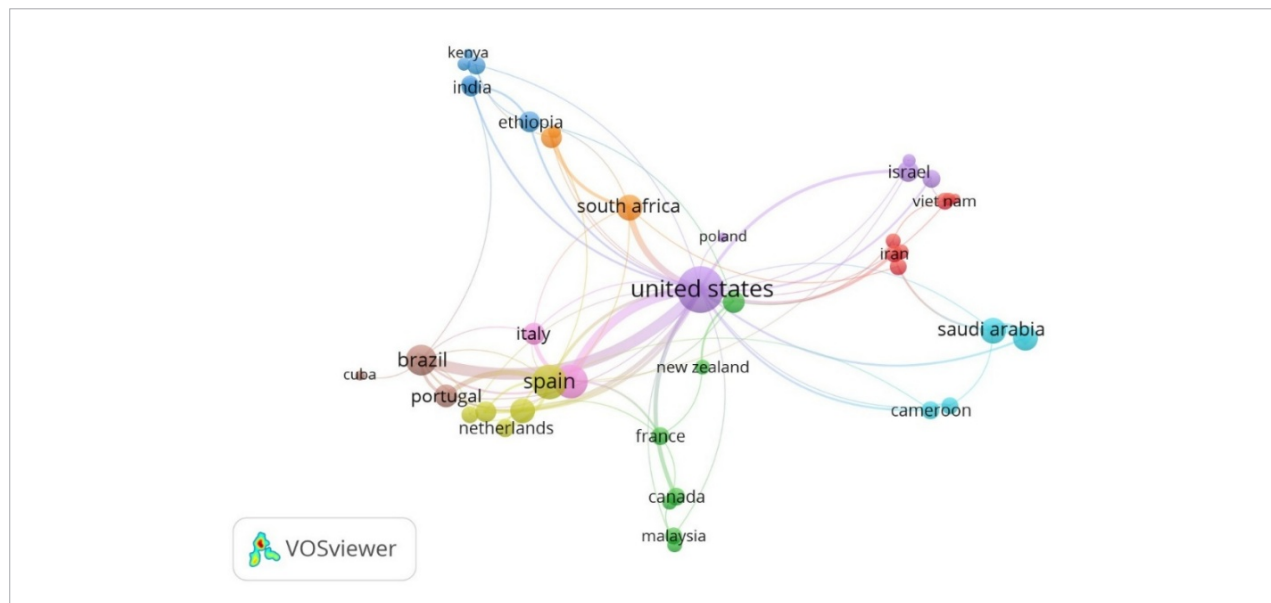 kenya
india
ethiopia
israel
viet nam
south africa
poland
iran
united states
saudi arabia
italy
brazil
new zealand
cuba
spain
portugal
cameroon
netherlands
france
canada
malaysia
VOSviewer